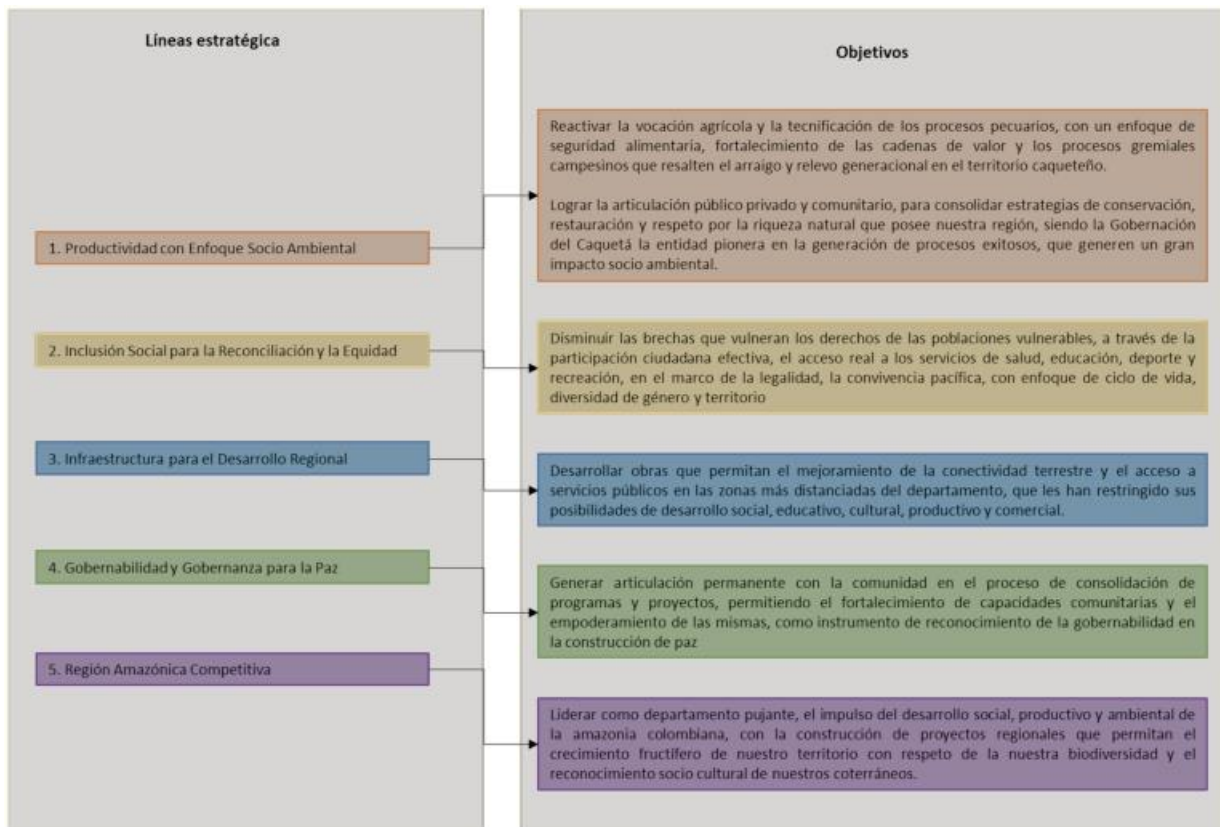 Líneas estratégica
1. Productividad con Enfoque Socio Ambiental
2. Inclusión Social para la Reconciliación y la Equidad
3. Infraestructura para el Desarrollo Regional
4. Gobernabilidad y Gobernanza para la Paz
5. Región Amazónica Competitiva
Objetivos
Reactivar la vocación agrícola y la tecnificación de los procesos pecuarios, con un enfoque de
seguridad alimentaria, fortalecimiento de las cadenas de valor y los procesos gremiales
campesinos que resalten el arraigo y relevo generacional en el territorio caqueteño.
Lograr la articulación público privado y comunitario, para consolidar estrategias de conservación,
restauración y respeto por la riqueza natural que posee nuestra región, siendo la Gobernación
del Caquetá la entidad pionera en la generación de procesos exitosos, que generen un gran
impacto socio ambiental.
Disminuir las brechas que vulneran los derechos de las poblaciones vulnerables, a través de la
participación ciudadana efectiva, el acceso real a los servicios de salud, educación, deporte y
recreación, en el marco de la legalidad, la convivencia pacífica, con enfoque de ciclo de vida,
diversidad de género y territorio
Desarrollar obras que permitan el mejoramiento de la conectividad terrestre y el acceso a
servicios públicos en las zonas más distanciadas del departamento, que les han restringido sus
posibilidades de desarrollo social, educativo, cultural, productivo y comercial.
Generar articulación permanente con la comunidad en el proceso de consolidación de
programas y proyectos, permitiendo el fortalecimiento de capacidades comunitarias y el
empoderamiento de las mismas, como instrumento de reconocimiento de la gobernabilidad en
la construcción de paz
Liderar como departamento pujante, el impulso del desarrollo social, productivo y ambiental de
la amazonia colombiana, con la construcción de proyectos regionales que permitan el
crecimiento fructífero de nuestro territorio con respeto de la nuestra biodiversidad y el
reconocimiento socio cultural de nuestros coterráneos.